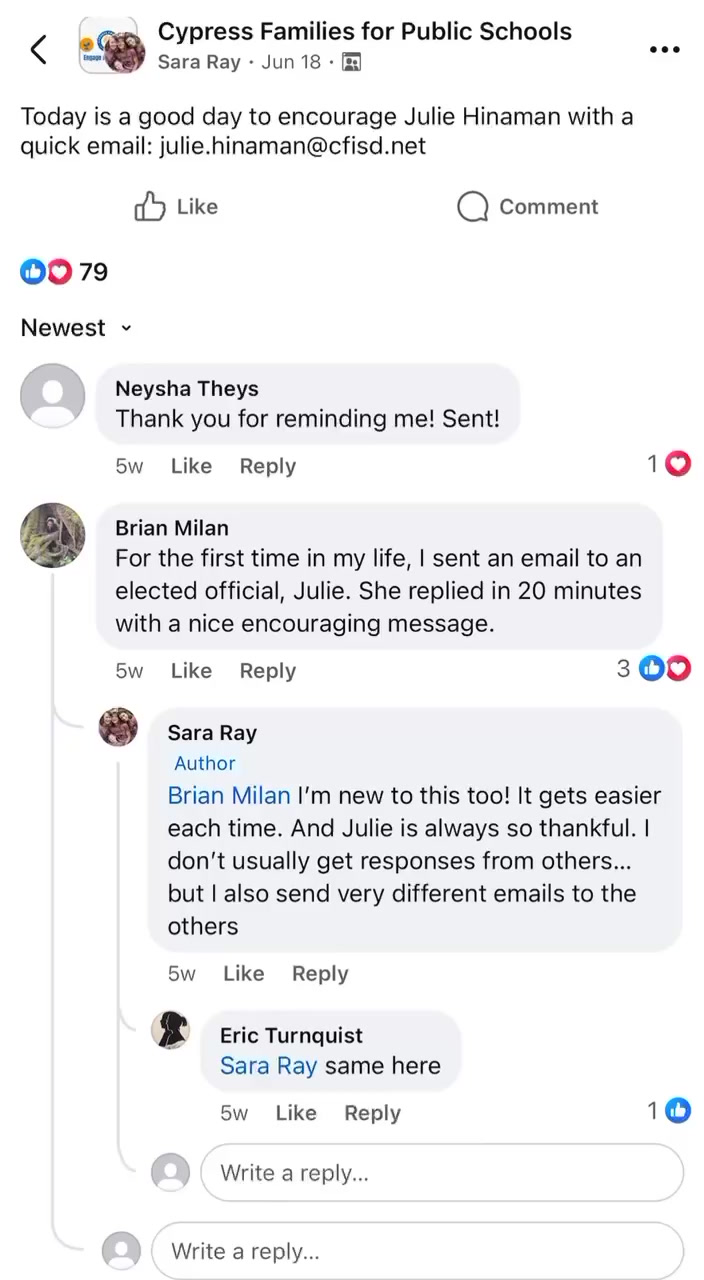 Cypress Families for Public Schools
Sara Ray · Jun 18 ·
Engage
Today is a good day to encourage Julie Hinaman with a
quick email: julie.hinaman@cfisd.net
Like
Comment
79
Newest
Neysha Theys
Thank you for reminding me! Sent!
5w Like Reply
1
Brian Milan
For the first time in my life, I sent an email to an
elected official, Julie. She replied in 20 minutes
with a nice encouraging message.
5w Like Reply
3
Sara Ray
Author
Brian Milan I’m new to this too! It gets easier
each time. And Julie is always so thankful. I
don’t usually get responses from others...
but I also send very different emails to the
others
5w Like Reply
Eric Turnquist
Sara Ray same here
5w Like Reply
1
Write a reply...
Write a reply...